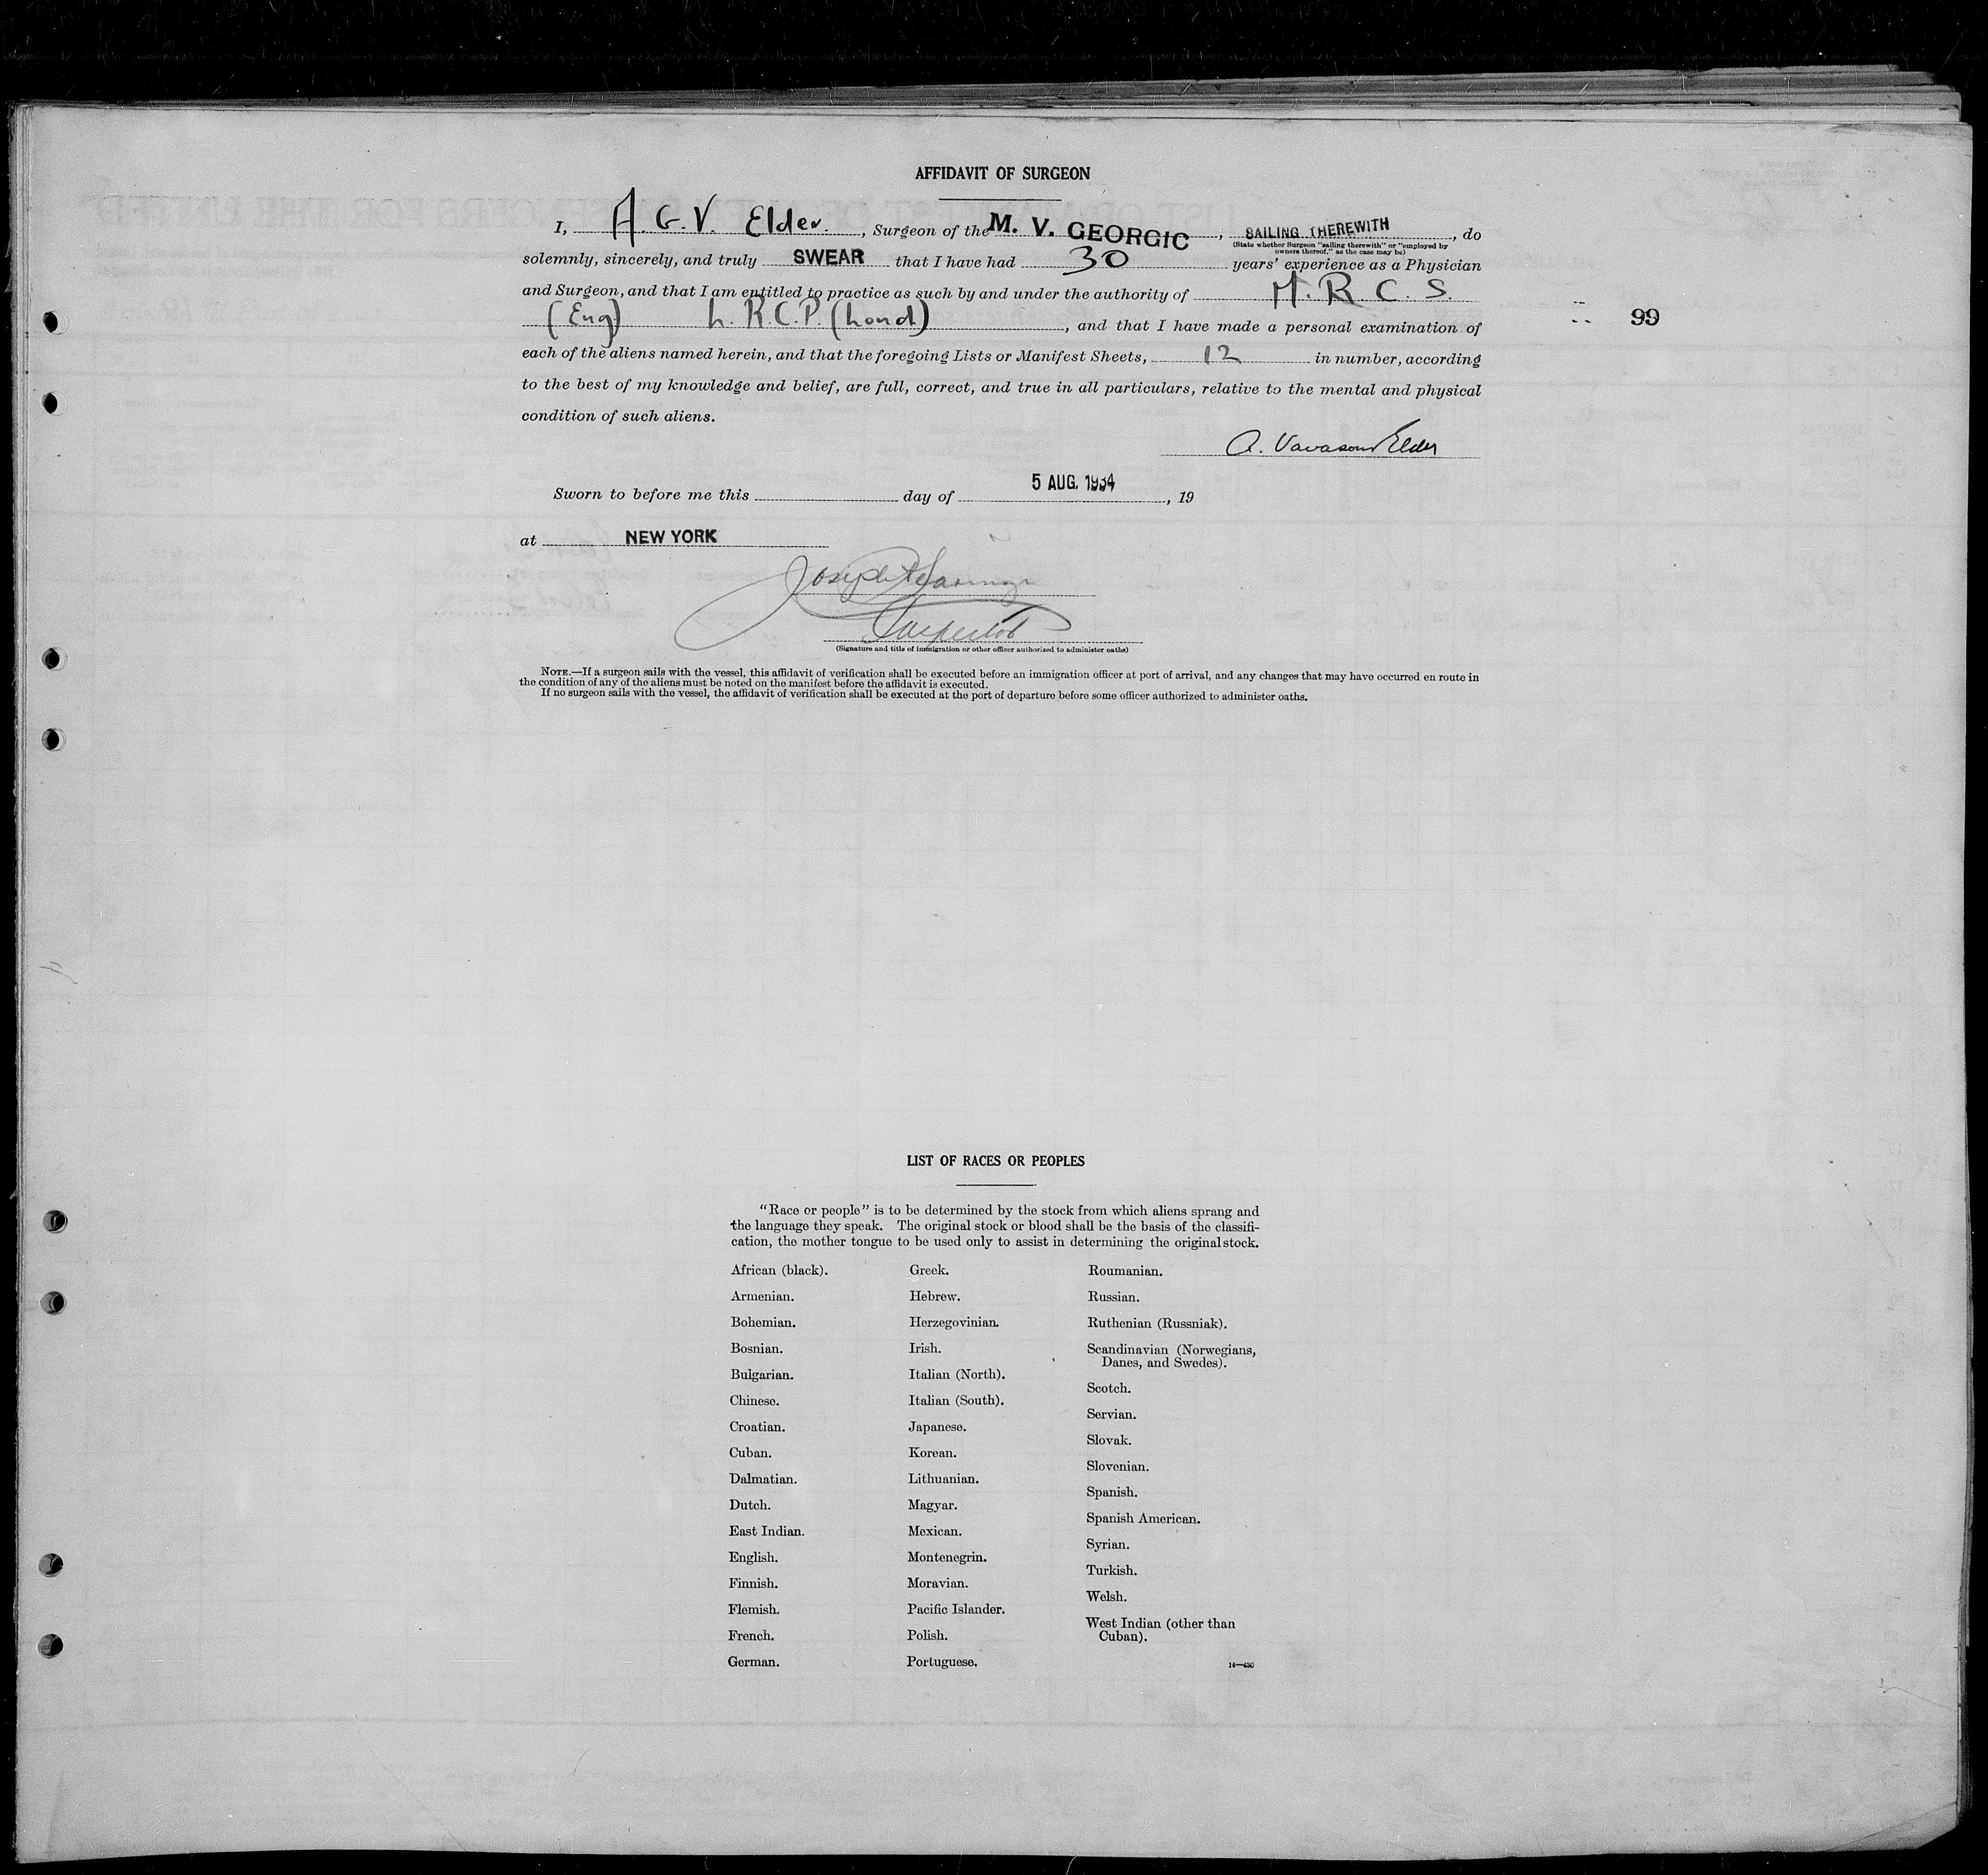 AFFIDAVIT OF SURGEON
I, A. G. V. Elder., Surgeon of the M. V. GEORGIC, SAILING THEREWITH, do
(State whether Surgeon "sailing therewith" or "employed by
owners thereof," as the case may be)
solemnly, sincerely, and truly SWEAR that I have had 30 years' experience as a Physician
and Surgeon, and that I am entitled to practice as such by and under the authority of M. R. C. S.
(Eng) L. R. C. P. (Lond), and that I have made a personal examination of
99
each of the aliens named herein, and that the foregoing Lists or Manifest Sheets, 12 in number, according
to the best of my knowledge and belief, are full, correct, and true in all particulars, relative to the mental and physical
condition of such aliens.
A. Vavasour Elder
Sworn to before me this day of 5 AUG. 1934, 19
at NEW YORK
Joseph
Inspector
(Signature and title of immigration or other officer authorized to administer oaths)
NOTE.—If a surgeon sails with the vessel, this affidavit of verification shall be executed before an immigration officer at port of arrival, and any changes that may have occurred en route in
the condition of any of the aliens must be noted on the manifest before the affidavit is executed.
If no surgeon sails with the vessel, the affidavit of verification shall be executed at the port of departure before some officer authorized to administer oaths.
LIST OF RACES OR PEOPLES
"Race or people" is to be determined by the stock from which aliens sprang and
the language they speak. The original stock or blood shall be the basis of the classifi-
cation, the mother tongue to be used only to assist in determining the original stock.
African (black).
Armenian.
Bohemian.
Bosnian.
Bulgarian.
Chinese.
Croatian.
Cuban.
Dalmatian.
Dutch.
East Indian.
English.
Finnish.
Flemish.
French.
German.
Greek.
Hebrew.
Herzegovinian.
Irish.
Italian (North).
Italian (South).
Japanese.
Korean.
Lithuanian.
Magyar.
Mexican.
Montenegrin.
Moravian.
Pacific Islander.
Polish.
Portuguese.
Roumanian.
Russian.
Ruthenian (Russniak).
Scandinavian (Norwegians,
Danes, and Swedes).
Scotch.
Servian.
Slovak.
Slovenian.
Spanish.
Spanish American.
Syrian.
Turkish.
Welsh.
West Indian (other than
Cuban).